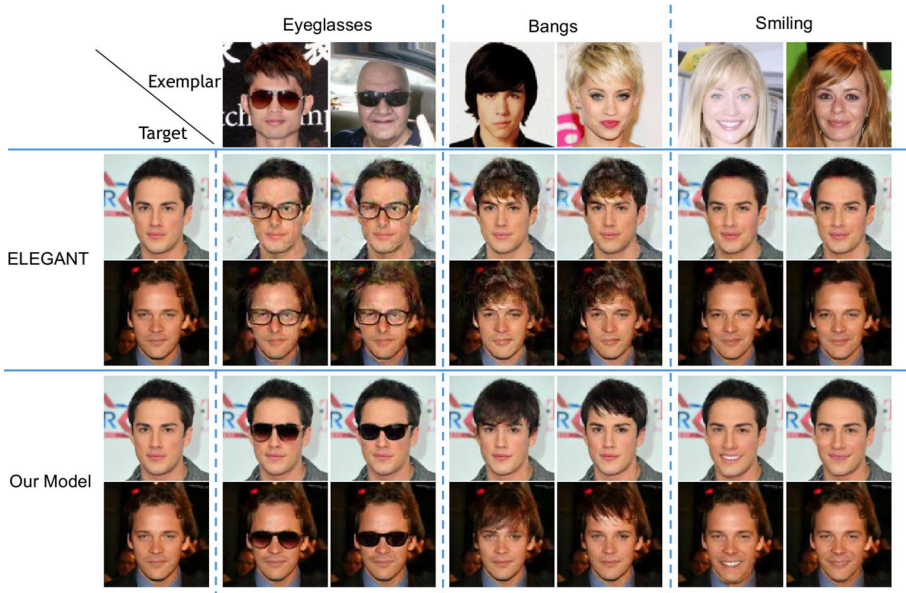 Eyeglasses Bangs Smiling
Exemplar
Target
ELEGANT
Our Model